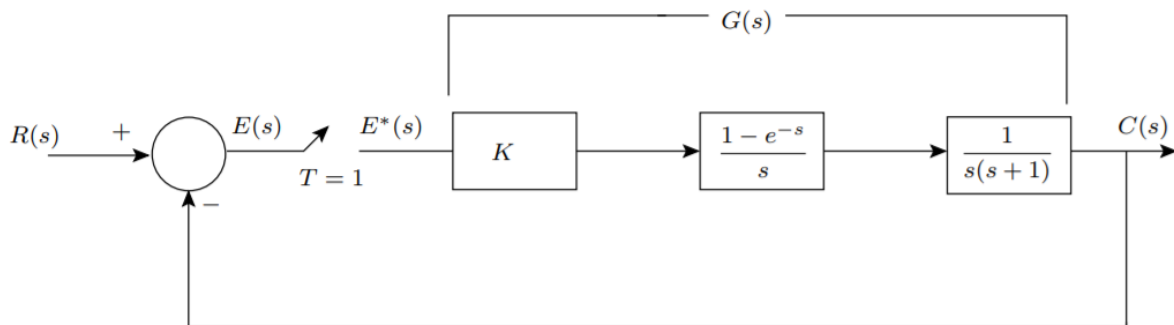 G(s)
R(s)
+
E(s)
E*(s)
T = 1
K
1 − e^{−s}
s
1
s(s + 1)
C(s)
−